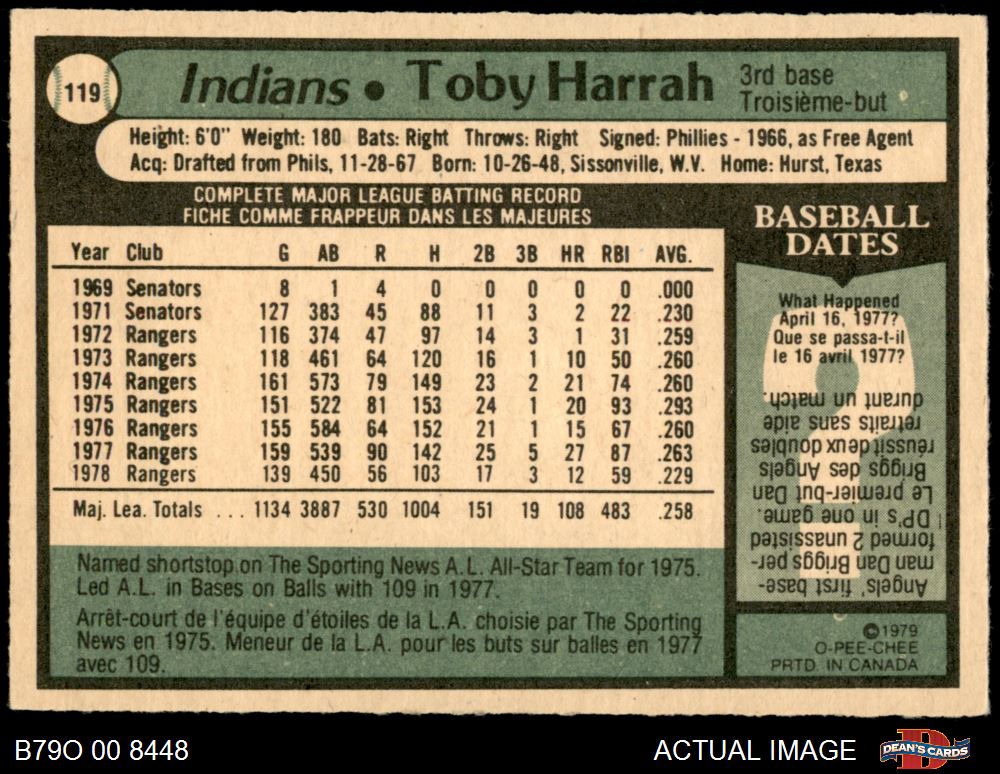 119
Indians • Toby Harrah
3rd base
Troisième-but
Height: 6'0" Weight: 180 Bats: Right Throws: Right Signed: Phillies - 1966, as Free Agent
Acq: Drafted from Phils, 11-28-67 Born: 10-26-48, Sissonville, W.V. Home: Hurst, Texas
COMPLETE MAJOR LEAGUE BATTING RECORD
FICHE COMME FRAPPEUR DANS LES MAJEURES
Year Club G AB R H 2B 3B HR RBI AVG.
1969 Senators 8 1 4 0 0 0 0 0 .000
1971 Senators 127 383 45 88 11 3 2 22 .230
1972 Rangers 116 374 47 97 14 3 1 31 .259
1973 Rangers 118 461 64 120 16 1 10 50 .260
1974 Rangers 161 573 79 149 23 2 21 74 .260
1975 Rangers 151 522 81 153 24 1 20 93 .293
1976 Rangers 155 584 64 152 21 1 15 67 .260
1977 Rangers 159 539 90 142 25 5 27 87 .263
1978 Rangers 139 450 56 103 17 3 12 59 .229
Maj. Lea. Totals ... 1134 3887 530 1004 151 19 108 483 .258
Named shortstop on The Sporting News A.L. All-Star Team for 1975.
Led A.L. in Bases on Balls with 109 in 1977.
Arrêt-court de l'équipe d'étoiles de la L.A. choisie par The Sporting
News en 1975. Meneur de la L.A. pour les buts sur balles en 1977
avec 109.
BASEBALL
DATES
What Happened
April 16, 1977?
Que se passa-t-il
le 16 avril 1977?
Angels' first base-
man Dan Briggs per-
formed 2 unassisted
DP's in one game.
Le premier-but Dan
Briggs des Angels
réussit deux doubles
retraits sans aide
durant un match.
©1979
O-PEE-CHEE
PRTD. IN CANADA
B79O 00 8448
ACTUAL IMAGE
DEAN'S CARDS